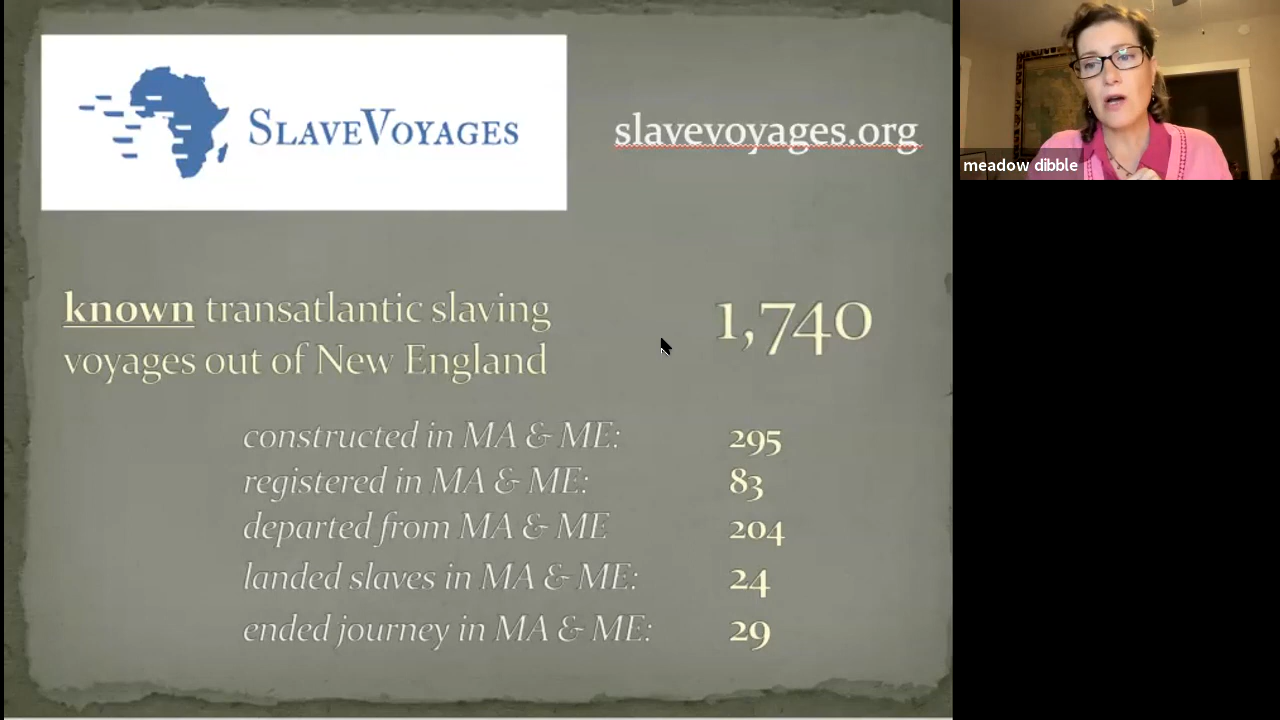 SLAVEVOYAGES
slavevoyages.org
meadow dibble
known transatlantic slaving
voyages out of New England
1,740
constructed in MA & ME: 295
registered in MA & ME: 83
departed from MA & ME 204
landed slaves in MA & ME: 24
ended journey in MA & ME: 29